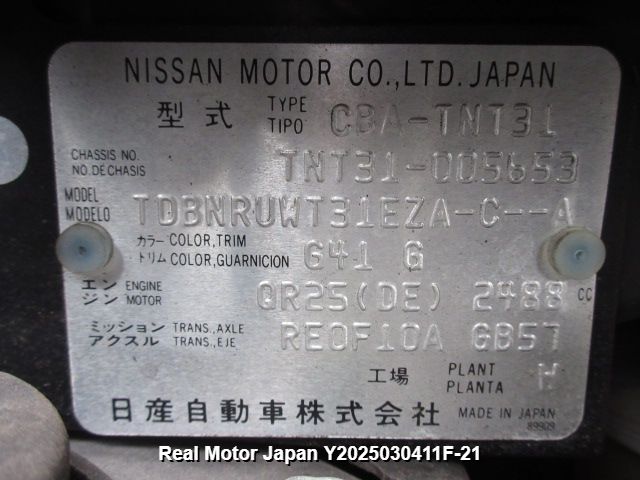 NISSAN MOTOR CO.,LTD. JAPAN
型式 TYPE TIPO CBA-TNT31
CHASSIS NO. NO. DE CHASIS TNT31-005653
MODEL MODELO TDBNRUWT31EZA-C--A
カラー COLOR,TRIM
トリム COLOR,GUARNICION G41 G
エンジン ENGINE MOTOR QR25(DE) 2488 CC
ミッション TRANS.,AXLE
アクスル TRANS.,EJE RE0F10A GB57
工場 PLANT PLANTA H
日産自動車株式会社 MADE IN JAPAN
89909
Real Motor Japan Y2025030411F-21